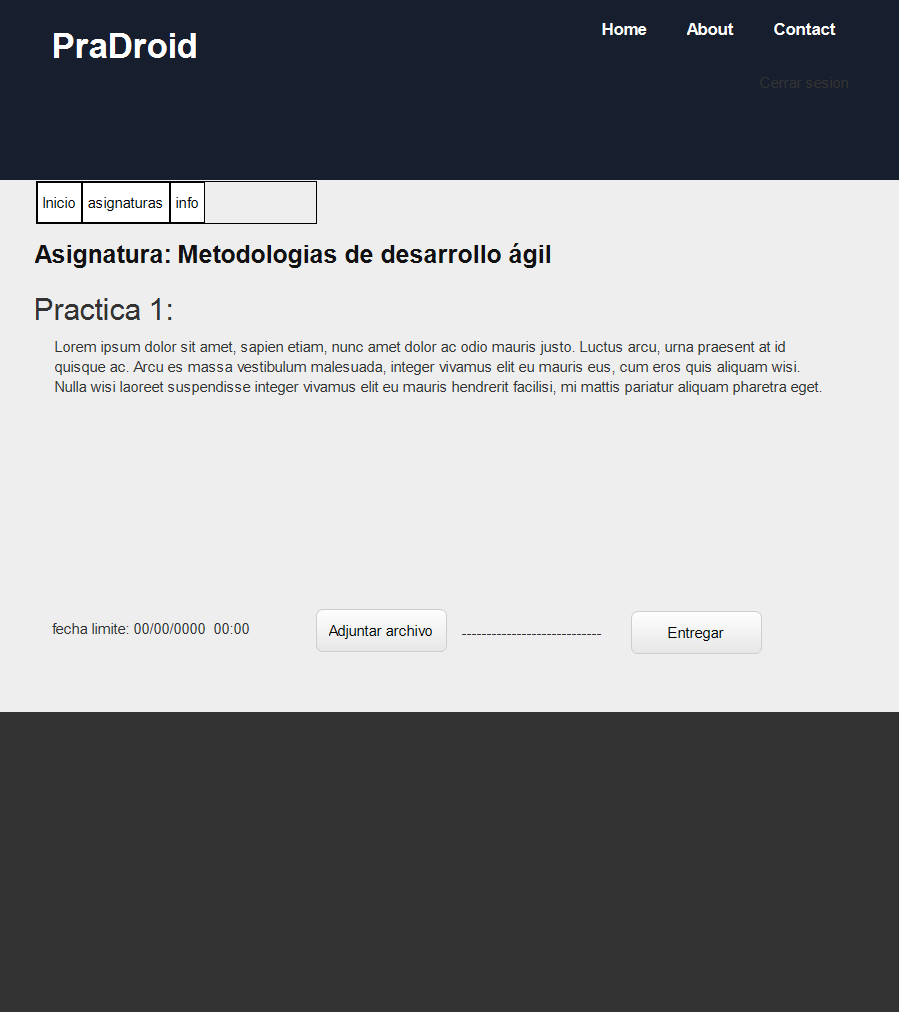 PraDroid
Home About Contact
Cerrar sesion
Inicio asignaturas info
Asignatura: Metodologias de desarrollo ágil
Practica 1:
Lorem ipsum dolor sit amet, sapien etiam, nunc amet dolor ac odio mauris justo. Luctus arcu, urna praesent at id
quisque ac. Arcu es massa vestibulum malesuada, integer vivamus elit eu mauris eus, cum eros quis aliquam wisi.
Nulla wisi laoreet suspendisse integer vivamus elit eu mauris hendrerit facilisi, mi mattis pariatur aliquam pharetra eget.
fecha limite: 00/00/0000  00:00 Adjuntar archivo ---------------------------- Entregar